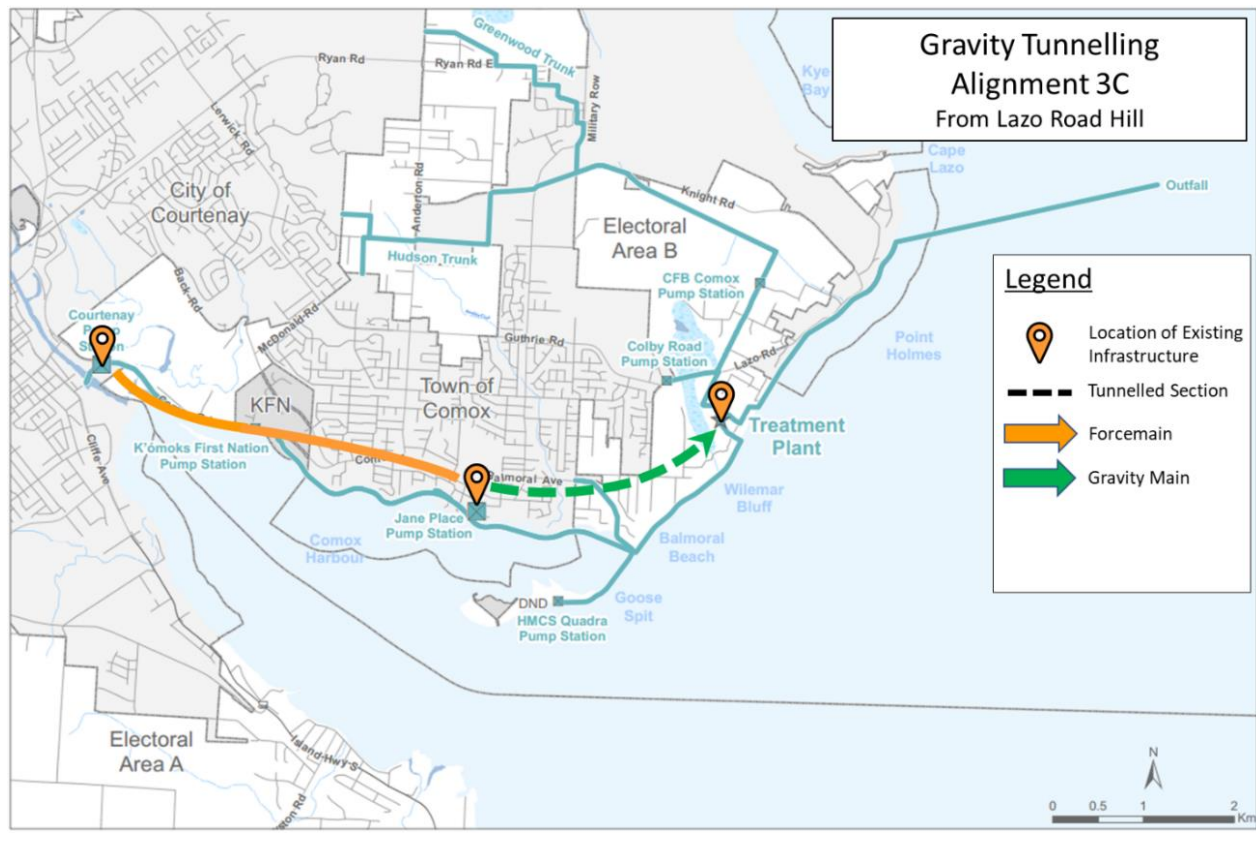 Gravity Tunnelling
Alignment 3C
From Lazo Road Hill
Greenwood Trunk
Ryan Rd
Ryan Rd E
Military Row
Kye
Bay
Lerwick Rd
Cape
Lazo
City of
Courtenay
Anderton Rd
Knight Rd
Outfall
Electoral
Area B
Hudson Trunk
Back Rd
CFB Comox
Pump Station
Legend
Location of Existing
Infrastructure
Tunnelled Section
Forcemain
Gravity Main
Courtenay
McDonald Rd
Guthrie Rd
Colby Road
Pump Station
Lazo Rd
Point
Holmes
Town of
Comox
KFN
Treatment
Plant
K'ómoks First Nation
Pump Station
Cliffe Ave
Balmoral Ave
Wilemar
Bluff
Jane Place
Pump Station
Comox
Harbour
Balmoral
Beach
DND
Goose
Spit
HMCS Quadra
Pump Station
Electoral
Area A
Island Hwy S
N
0 0.5 1 2
Km